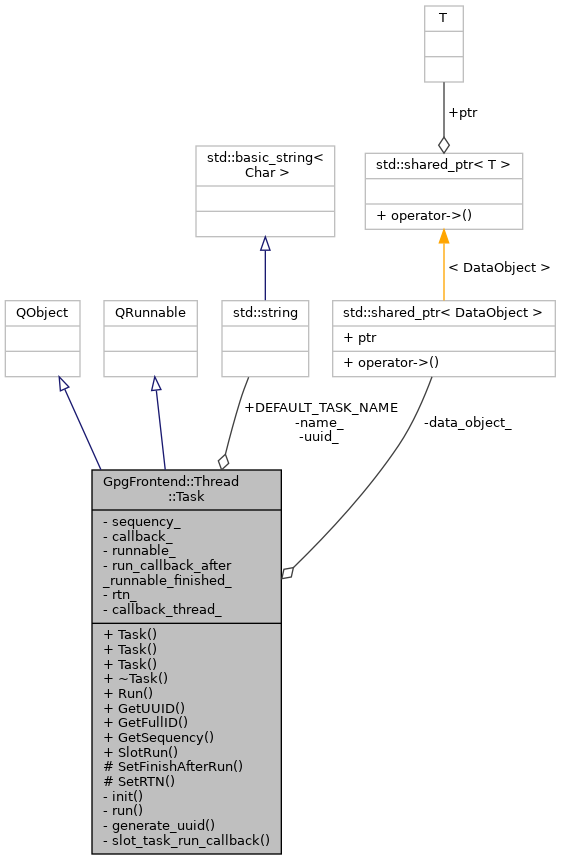 T
+ptr
std::basic_string<
Char >
std::shared_ptr< T >
+ operator->()
< DataObject >
QObject
QRunnable
std::string
std::shared_ptr< DataObject >
+ ptr
+ operator->()
+DEFAULT_TASK_NAME
-name_
-uuid_
-data_object_
GpgFrontend::Thread
::Task
- sequency_
- callback_
- runnable_
- run_callback_after
_runnable_finished_
- rtn_
- callback_thread_
+ Task()
+ Task()
+ Task()
+ ~Task()
+ Run()
+ GetUUID()
+ GetFullID()
+ GetSequency()
+ SlotRun()
# SetFinishAfterRun()
# SetRTN()
- init()
- run()
- generate_uuid()
- slot_task_run_callback()